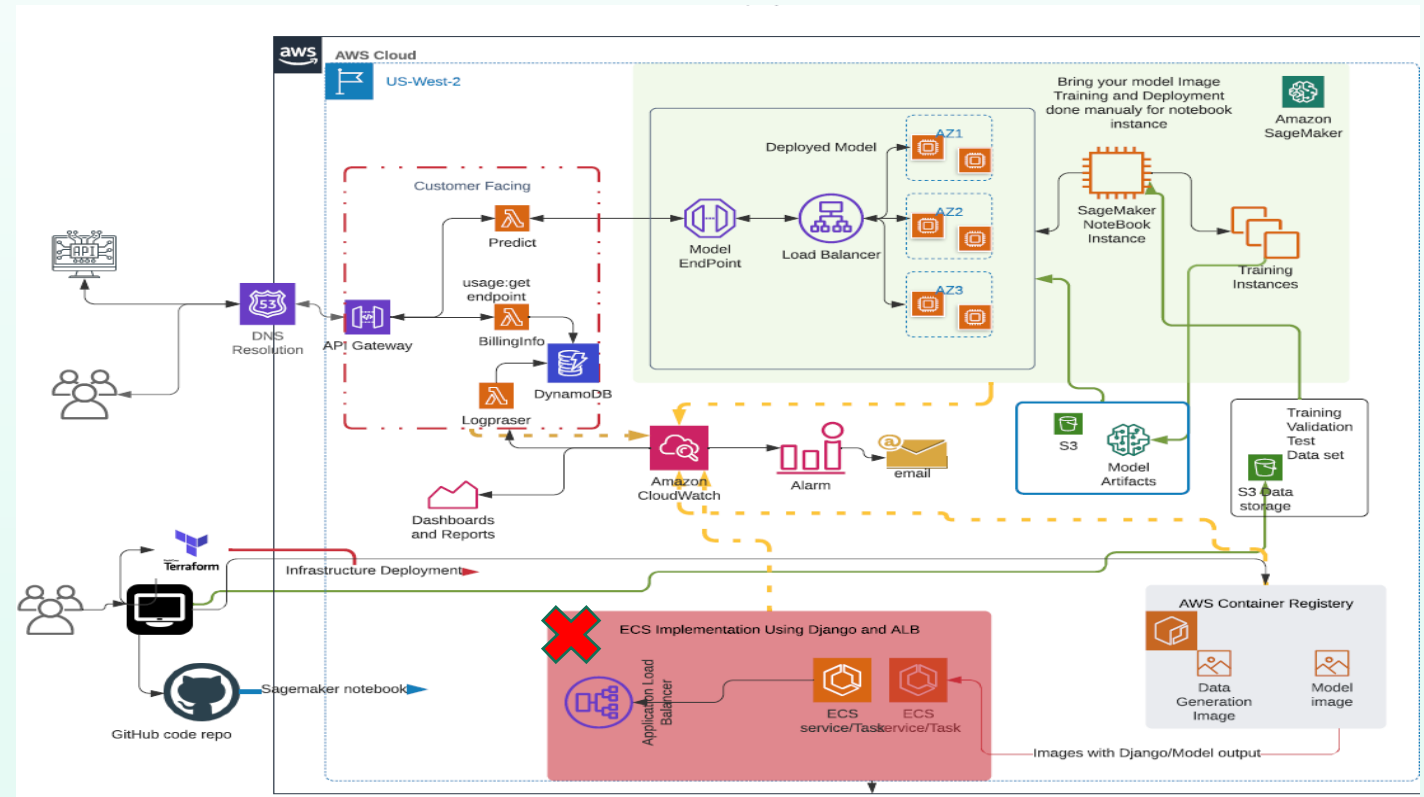 aws
AWS Cloud
US-West-2
Bring your model Image
Training and Deployment
done manualy for notebook
instance
Amazon
SageMaker
Deployed Model
AZ1
AZ2
AZ3
Customer Facing
Predict
Model
EndPoint
Load Balancer
SageMaker
NoteBook
Instance
Training
Instances
API
53
DNS
Resolution
API Gateway
usage:get
endpoint
BillingInfo
DynamoDB
Logpraser
Amazon
CloudWatch
Alarm
@
email
Dashboards
and Reports
S3
Model
Artifacts
Training
Validation
Test
Data set
S3 Data
storage
Terraform
Infrastructure Deployment
GitHub code repo
Sagemaker notebook
ECS Implementation Using Django and ALB
Application Load
Balancer
ECS
service/Task
ECS
service/Task
AWS Container Registery
Data
Generation
Image
Model
image
Images with Django/Model output